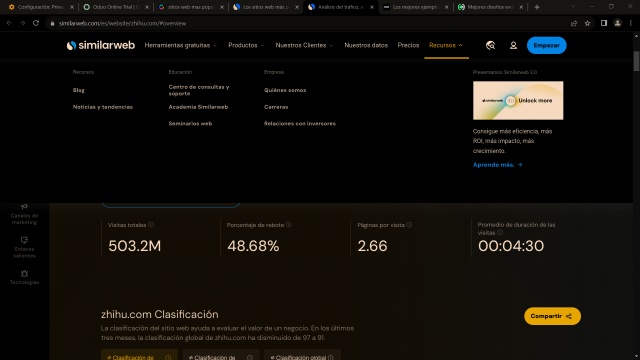 Configuración: Privac
Odoo Online Trial |
sitios web mas popu
Los sitios web más p
Análisis del tráfico,
Los mejores ejempl
Mejores diseños we
similarweb.com/es/website/zhihu.com/#overview
similarweb
Herramientas gratuitas
Productos
Nuestros Clientes
Nuestros datos
Precios
Recursos
Empezar
Recursos
Blog
Noticias y tendencias
Educación
Centro de consultas y
soporte
Academia Similarweb
Seminarios web
Empresa
Quiénes somos
Carreras
Relaciones con inversores
Presentamos Similarweb 3.0
similarweb 3.0 Unlock more
Consigue más eficiencia, más
ROI, más impacto, más
crecimiento.
Aprende más. →
Canales de
marketing
Enlaces
salientes
Tecnologías
Visitas totales
503.2M
Porcentaje de rebote
48.68%
Páginas por visita
2.66
Promedio de duración de las
visitas
00:04:30
zhihu.com Clasificación
La clasificación del sitio web ayuda a evaluar el valor de un negocio. En los últimos
tres meses, la clasificación global de zhihu.com ha disminuido de 97 a 91.
Compartir
# Clasificación de
# Clasificación de
# Clasificación global